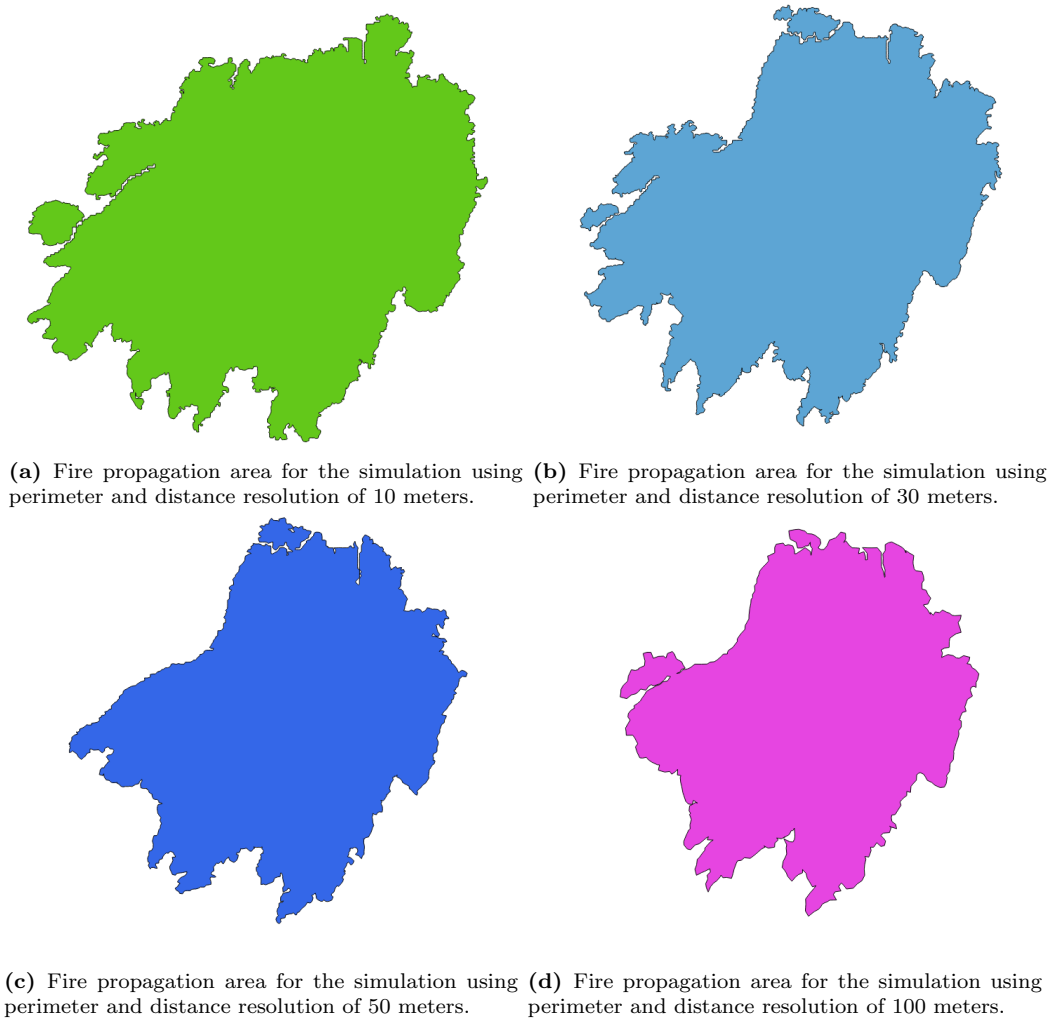 (a) Fire propagation area for the simulation using
perimeter and distance resolution of 10 meters.
(b) Fire propagation area for the simulation using
perimeter and distance resolution of 30 meters.
(c) Fire propagation area for the simulation using
perimeter and distance resolution of 50 meters.
(d) Fire propagation area for the simulation using
perimeter and distance resolution of 100 meters.